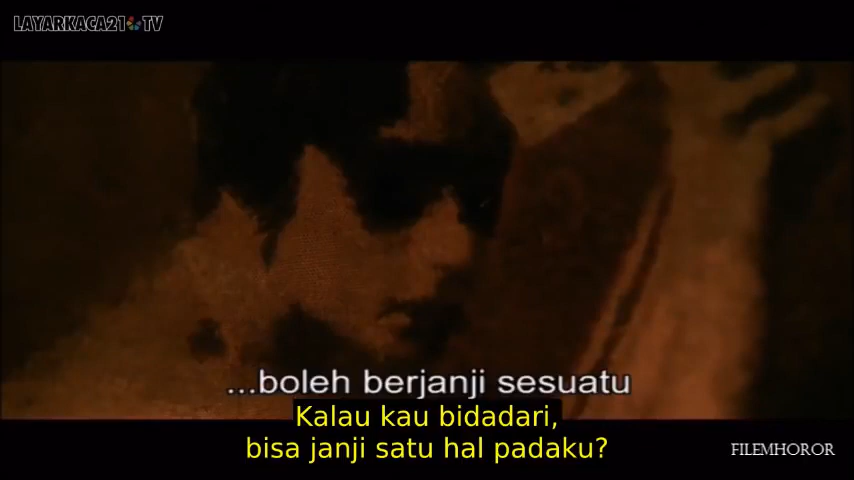 LAYARKACA21 TV
...boleh berjanji sesuatu
Kalau kau bidadari,
bisa janji satu hal padaku?
FILEMHOROR